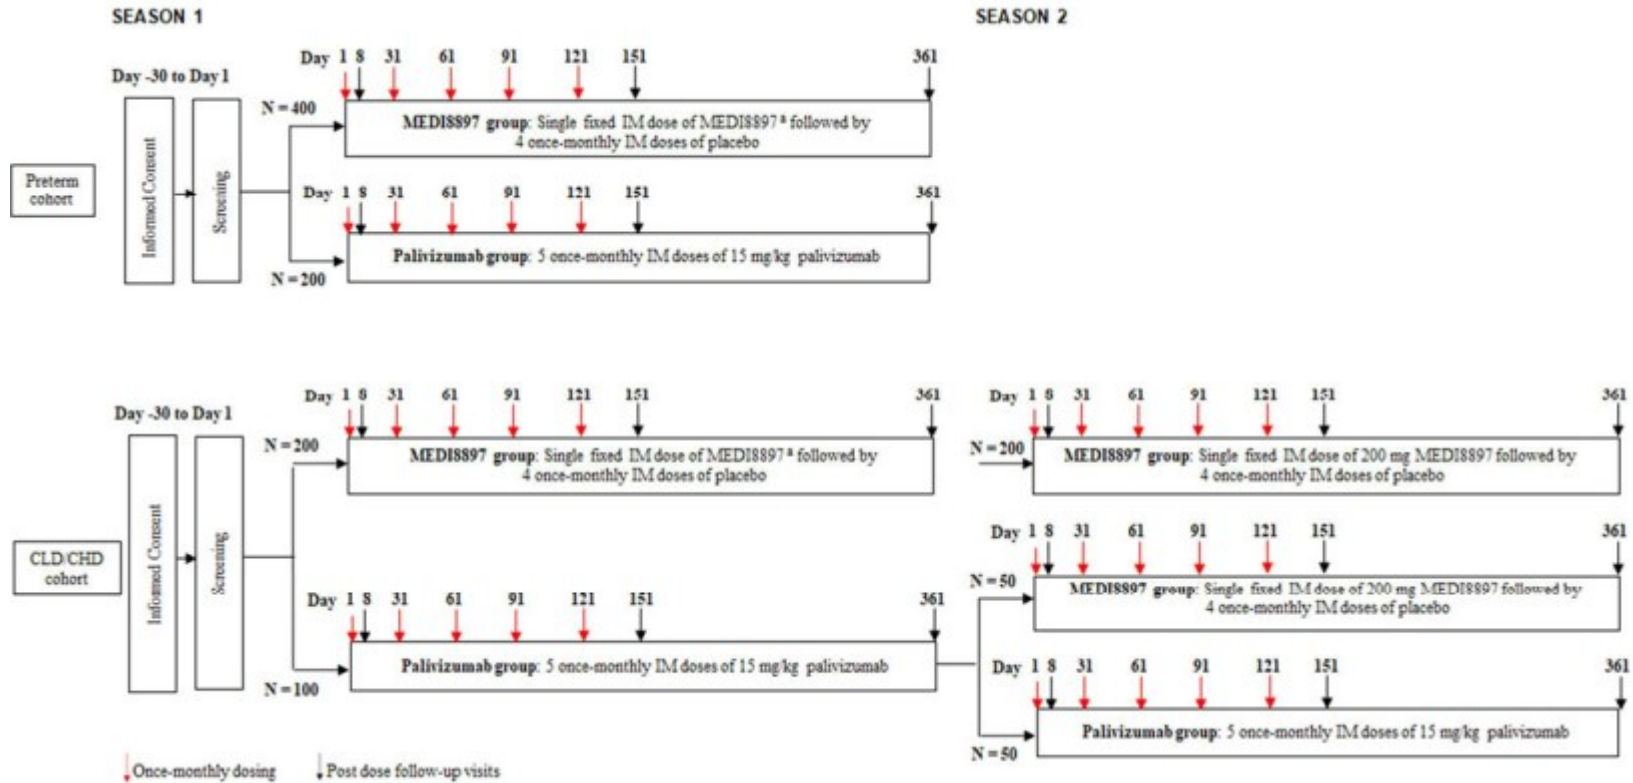 SEASON 1
SEASON 2
Day 1 8 31 61 91 121 151 361
Day -30 to Day 1
N = 400
MEDI8897 group: Single fixed IM dose of MEDI8897 a followed by
4 once-monthly IM doses of placebo
Preterm
cohort
Informed Consent
Screening
Day 1 8 31 61 91 121 151 361
Palivizumab group: 5 once-monthly IM doses of 15 mg/kg palivizumab
N = 200
Day 1 8 31 61 91 121 151 361
Day 1 8 31 61 91 121 151 361
Day -30 to Day 1
N = 200
MEDI8897 group: Single fixed IM dose of MEDI8897 a followed by
4 once-monthly IM doses of placebo
N = 200
MEDI8897 group: Single fixed IM dose of 200 mg MEDI8897 followed by
4 once-monthly IM doses of placebo
CLD/CHD
cohort
Informed Consent
Screening
Day 1 8 31 61 91 121 151 361
N = 50
MEDI8897 group: Single fixed IM dose of 200 mg MEDI8897 followed by
4 once-monthly IM doses of placebo
Day 1 8 31 61 91 121 151 361
Palivizumab group: 5 once-monthly IM doses of 15 mg/kg palivizumab
N = 100
Day 1 8 31 61 91 121 151 361
Palivizumab group: 5 once-monthly IM doses of 15 mg/kg palivizumab
N = 50
Once-monthly dosing
Post dose follow-up visits